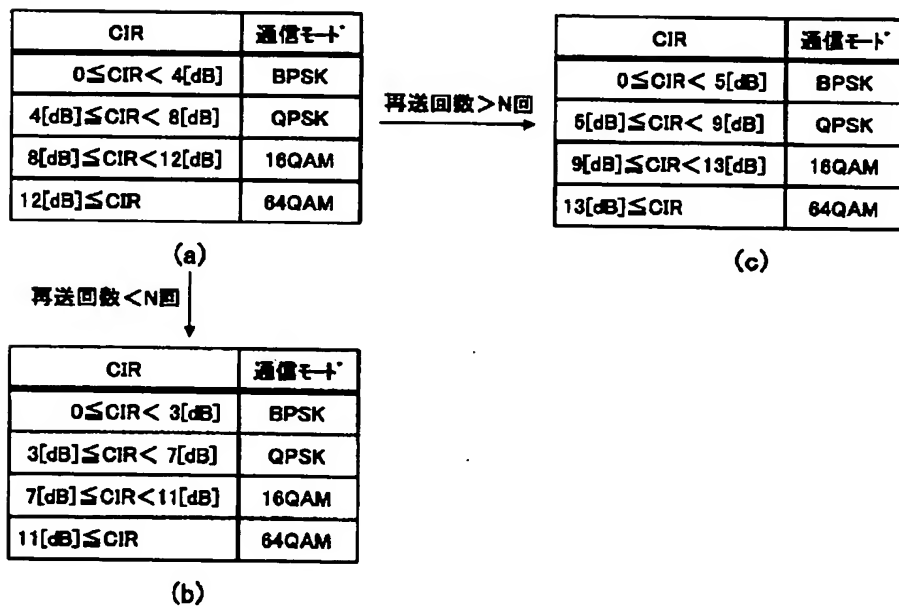 CIR 通信モード
0≦CIR< 4[dB] BPSK
4[dB]≦CIR< 8[dB] QPSK
8[dB]≦CIR<12[dB] 16QAM
12[dB]≦CIR 64QAM
(a)
再送回数>N回
CIR 通信モード
0≦CIR< 5[dB] BPSK
5[dB]≦CIR< 9[dB] QPSK
9[dB]≦CIR<13[dB] 16QAM
13[dB]≦CIR 64QAM
(c)
再送回数<N回
CIR 通信モード
0≦CIR< 3[dB] BPSK
3[dB]≦CIR< 7[dB] QPSK
7[dB]≦CIR<11[dB] 16QAM
11[dB]≦CIR 64QAM
(b)